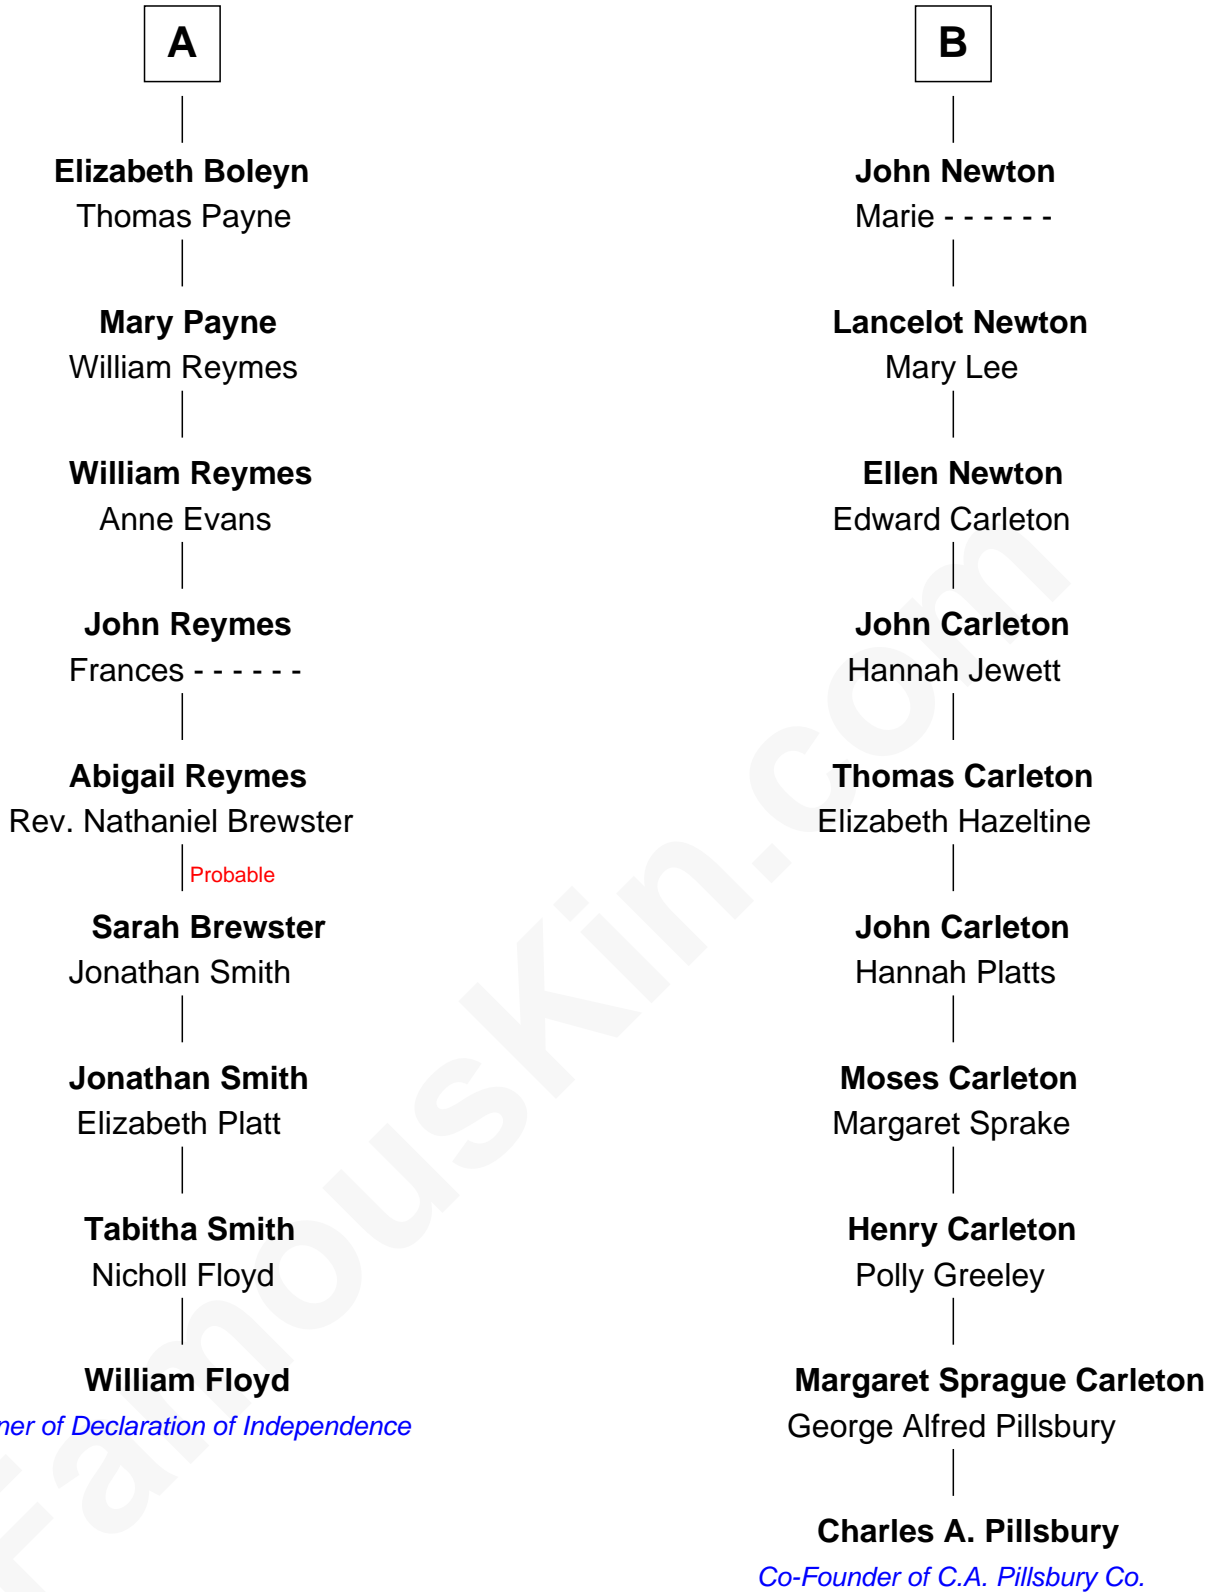 A
Elizabeth Boleyn
Thomas Payne
Mary Payne
William Reymes
William Reymes
Anne Evans
John Reymes
Frances - - - - - -
Abigail Reymes
Rev. Nathaniel Brewster
Probable
Sarah Brewster
Jonathan Smith
Jonathan Smith
Elizabeth Platt
Tabitha Smith
Nicholl Floyd
William Floyd
ner of Declaration of Independence
B
John Newton
Marie - - - - - -
Lancelot Newton
Mary Lee
Ellen Newton
Edward Carleton
John Carleton
Hannah Jewett
Thomas Carleton
Elizabeth Hazeltine
John Carleton
Hannah Platts
Moses Carleton
Margaret Sprake
Henry Carleton
Polly Greeley
Margaret Sprague Carleton
George Alfred Pillsbury
Charles A. Pillsbury
Co-Founder of C.A. Pillsbury Co.
FamousKin.com